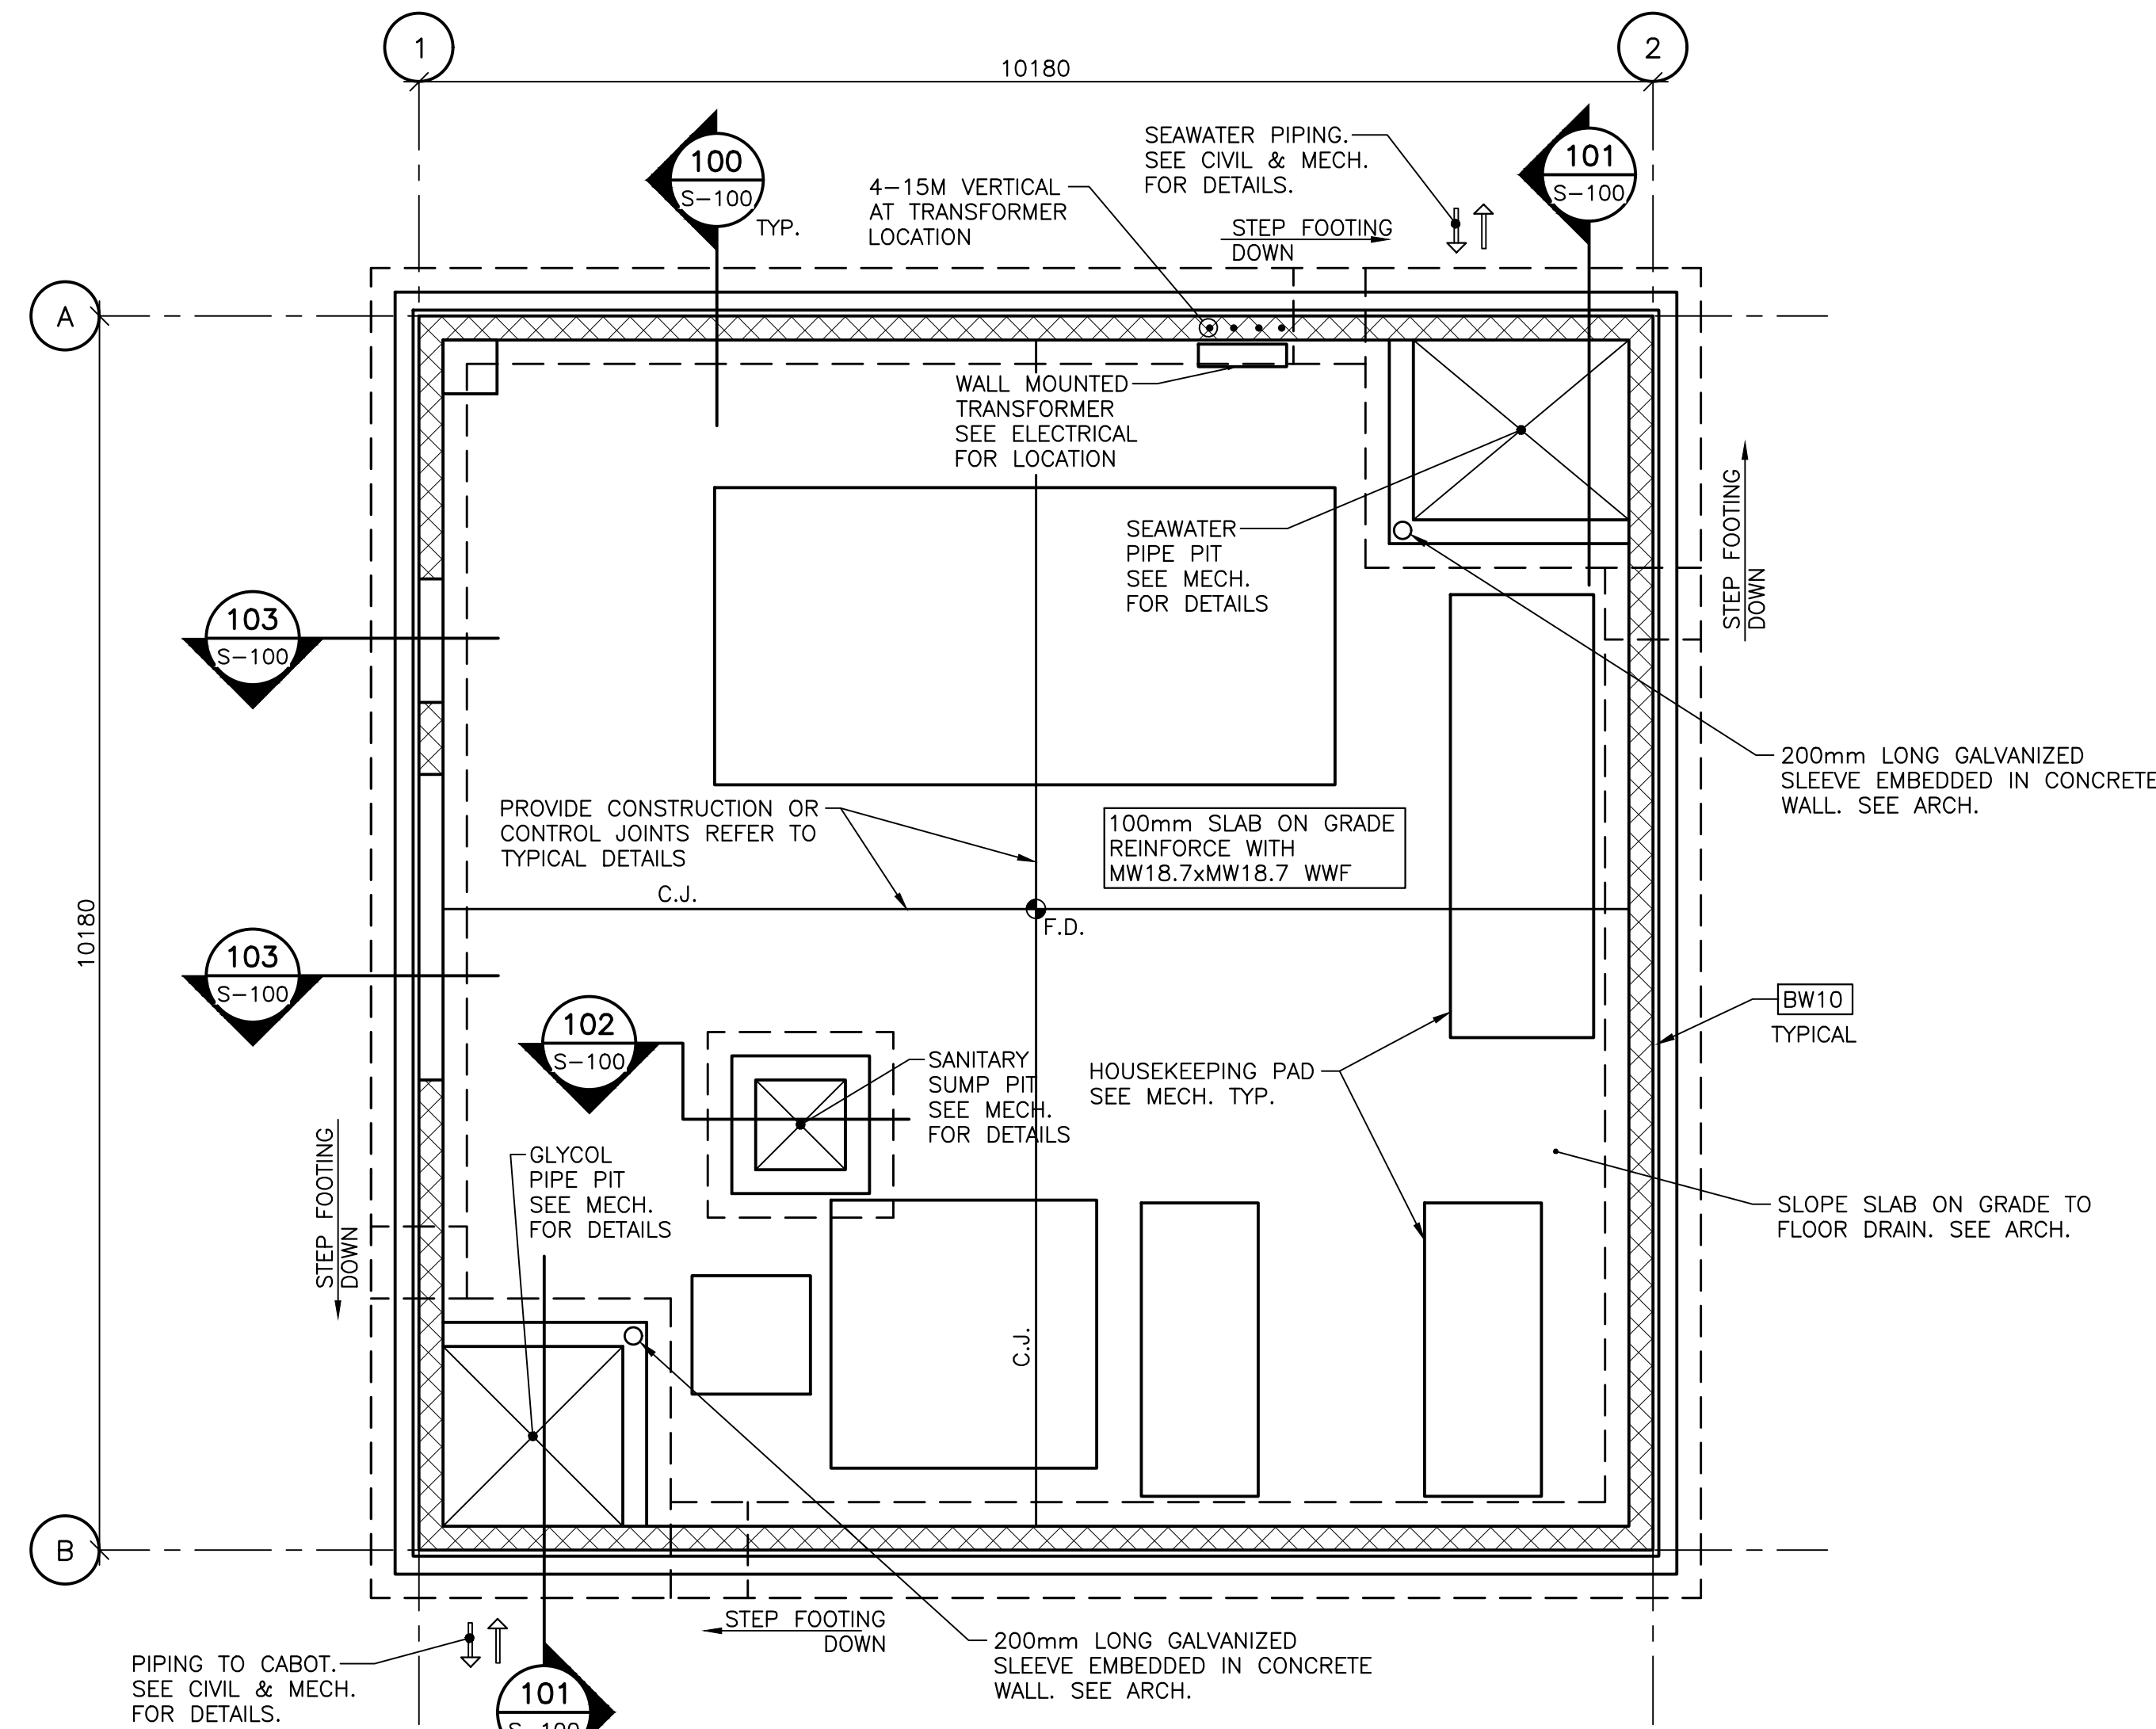 1
2
10180
100
S-100
TYP.
4-15M VERTICAL
AT TRANSFORMER
LOCATION
SEAWATER PIPING.
SEE CIVIL & MECH.
FOR DETAILS.
STEP FOOTING
DOWN
101
S-100
A
WALL MOUNTED
TRANSFORMER
SEE ELECTRICAL
FOR LOCATION
SEAWATER
PIPE PIT
SEE MECH.
FOR DETAILS
STEP FOOTING
DOWN
103
S-100
200mm LONG GALVANIZED
SLEEVE EMBEDDED IN CONCRETE
WALL. SEE ARCH.
PROVIDE CONSTRUCTION OR
CONTROL JOINTS REFER TO
TYPICAL DETAILS
100mm SLAB ON GRADE
REINFORCE WITH
MW18.7xMW18.7 WWF
C.J.
F.D.
10180
103
S-100
BW10
TYPICAL
102
S-100
SANITARY
SUMP PIT
SEE MECH.
FOR DETAILS
HOUSEKEEPING PAD
SEE MECH. TYP.
GLYCOL
PIPE PIT
SEE MECH.
FOR DETAILS
STEP FOOTING
DOWN
SLOPE SLAB ON GRADE TO
FLOOR DRAIN. SEE ARCH.
C.J.
B
STEP FOOTING
DOWN
200mm LONG GALVANIZED
SLEEVE EMBEDDED IN CONCRETE
WALL. SEE ARCH.
PIPING TO CABOT.
SEE CIVIL & MECH.
FOR DETAILS.
101
S-100